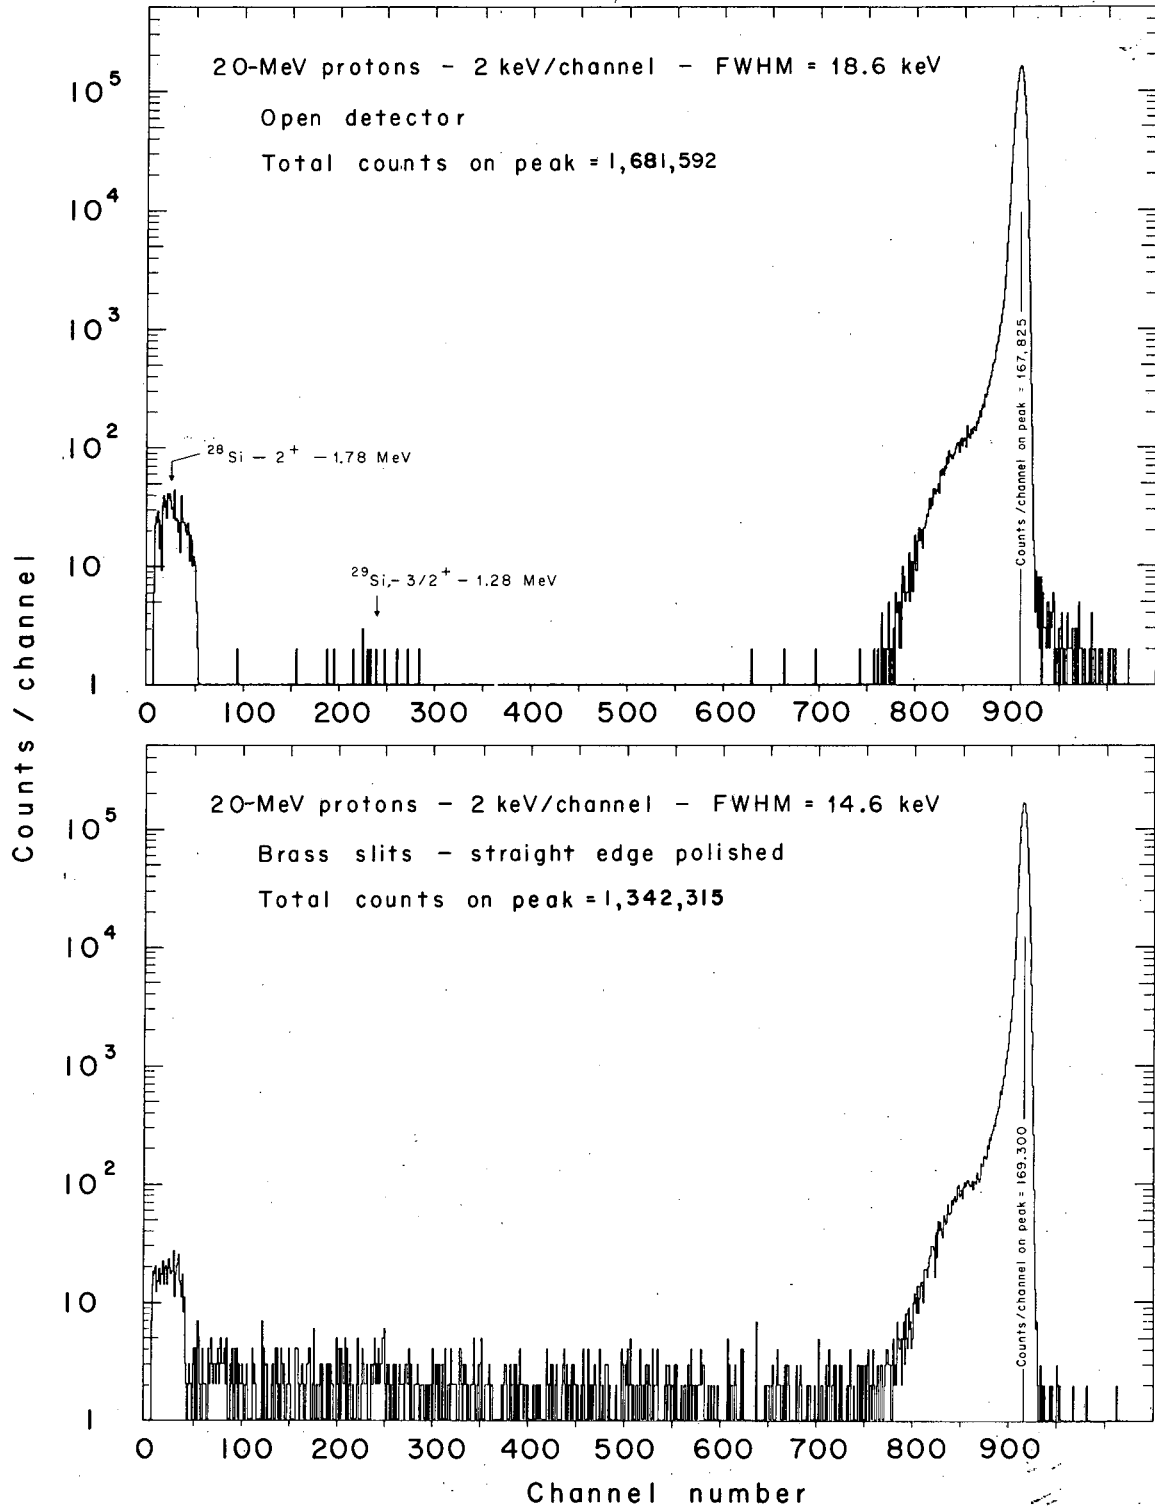 20-MeV protons - 2 keV/channel - FWHM = 18.6 keV
Open detector
Total counts on peak = 1,681,592
10⁵
10⁴
10³
10²
10
1
²⁸Si - 2⁺ - 1.78 MeV
²⁹Si,- 3/2⁺ - 1.28 MeV
Counts/channel on peak = 167,825
0 100 200 300 400 500 600 700 800 900
Counts / channel
20-MeV protons - 2 keV/channel - FWHM = 14.6 keV
Brass slits - straight edge polished
Total counts on peak = 1,342,315
10⁵
10⁴
10³
10²
10
1
Counts/channel on peak = 169.300
0 100 200 300 400 500 600 700 800 900
Channel number